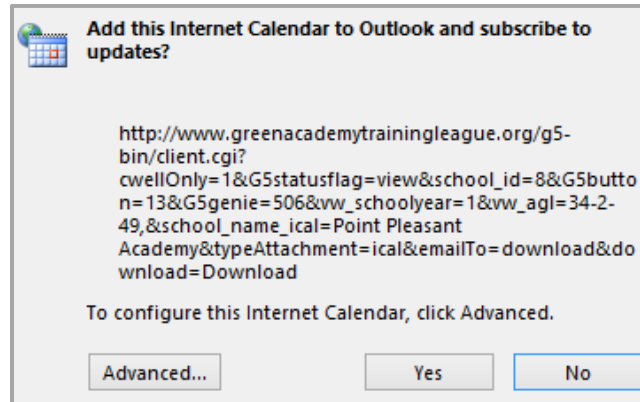 Add this Internet Calendar to Outlook and subscribe to
updates?
http://www.greenacademytrainingleague.org/g5-
bin/client.cgi?
cwellOnly=1&G5statusflag=view&school_id=8&G5butto
n=13&G5genie=506&vw_schoolyear=1&vw_agl=34-2-
49,&school_name_ical=Point Pleasant
Academy&typeAttachment=ical&emailTo=download&do
wnload=Download
To configure this Internet Calendar, click Advanced.
Advanced... Yes No